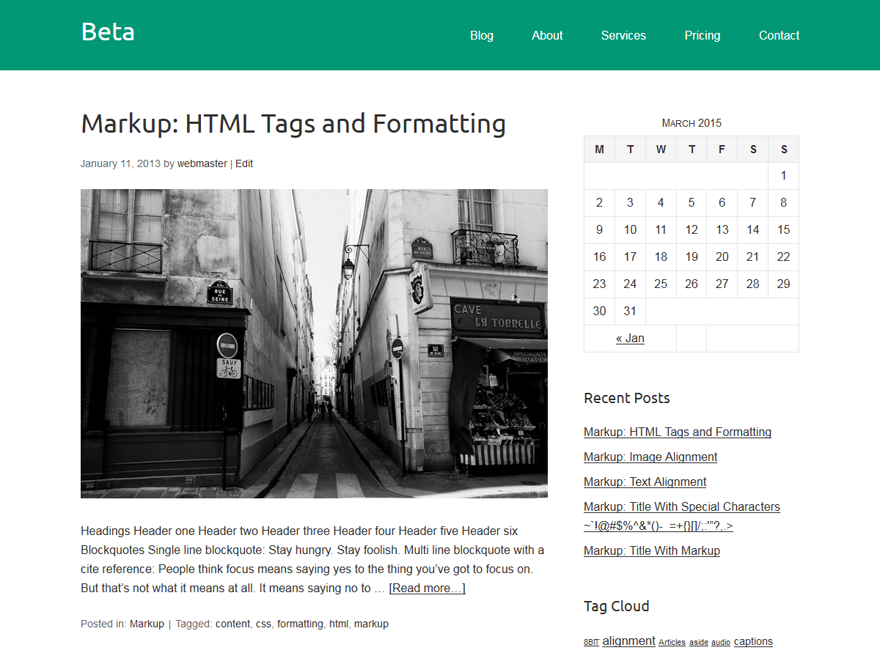 Beta
Blog About Services Pricing Contact
Markup: HTML Tags and Formatting
January 11, 2013 by webmaster | Edit
RUE DE SEINE
SAUF
CAVE
LA TORRELLE
Headings Header one Header two Header three Header four Header five Header six
Blockquotes Single line blockquote: Stay hungry. Stay foolish. Multi line blockquote with a
cite reference: People think focus means saying yes to the thing you’ve got to focus on.
But that’s not what it means at all. It means saying no to … [Read more…]
Posted in: Markup | Tagged: content, css, formatting, html, markup
March 2015
M T W T F S S
1
2 3 4 5 6 7 8
9 10 11 12 13 14 15
16 17 18 19 20 21 22
23 24 25 26 27 28 29
30 31
« Jan
Recent Posts
Markup: HTML Tags and Formatting
Markup: Image Alignment
Markup: Text Alignment
Markup: Title With Special Characters
~`!@#$%^&*()-_=+{}[]/;:'”?,.>
Markup: Title With Markup
Tag Cloud
8BIT alignment Articles aside audio captions